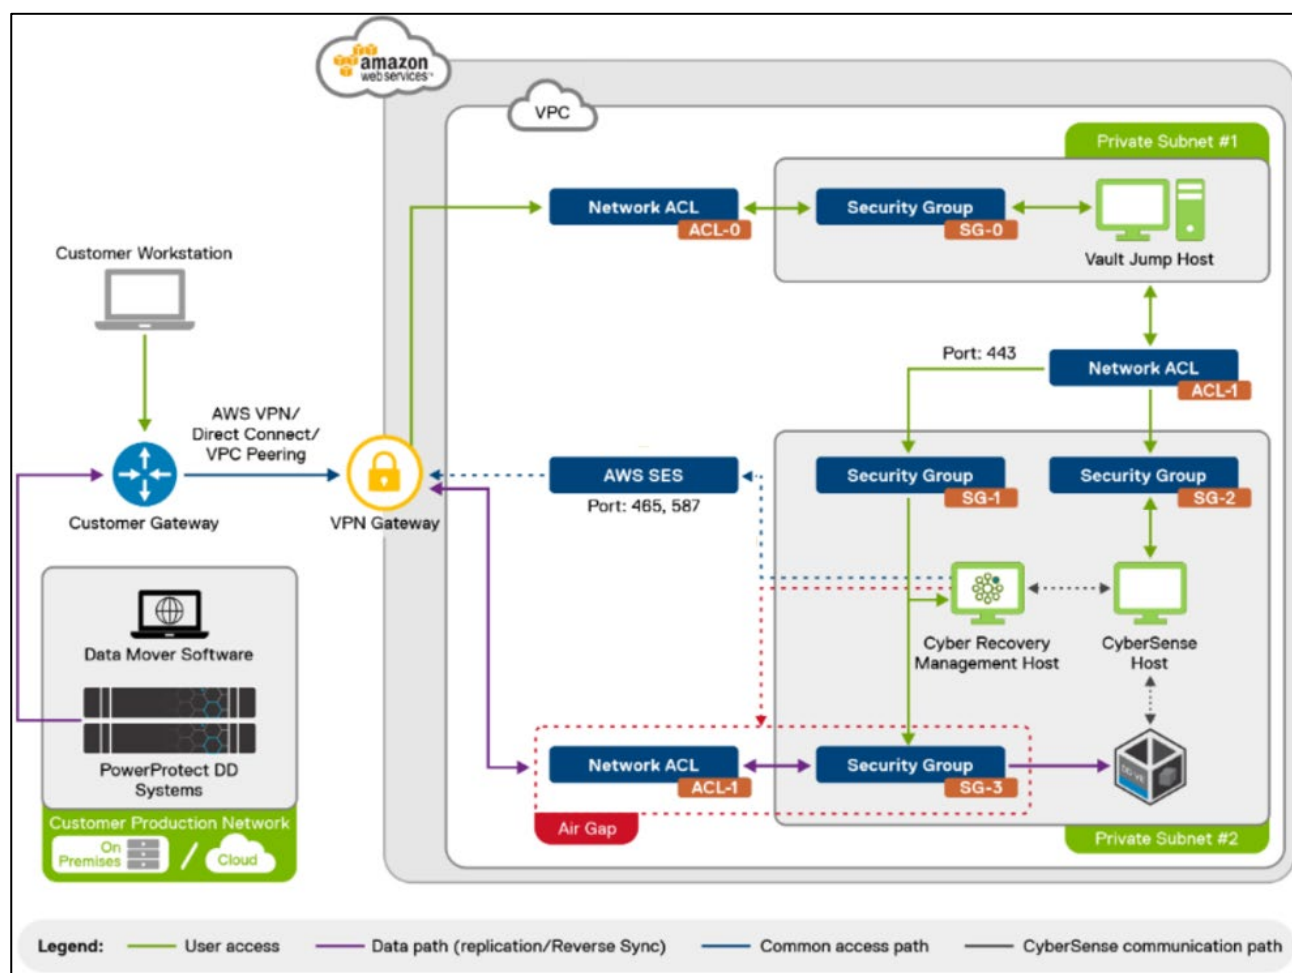 amazon
web services™
VPC
Private Subnet #1
Network ACL
ACL-0
Security Group
SG-0
Vault Jump Host
Customer Workstation
Port: 443
Network ACL
ACL-1
AWS VPN/
Direct Connect/
VPC Peering
Customer Gateway
VPN Gateway
AWS SES
Port: 465, 587
Security Group
SG-1
Security Group
SG-2
Cyber Recovery
Management Host
CyberSense
Host
Data Mover Software
PowerProtect DD
Systems
Customer Production Network
On
Premises
/
Cloud
Network ACL
ACL-1
Security Group
SG-3
Air Gap
DDVE
Private Subnet #2
Legend:
User access
Data path (replication/Reverse Sync)
Common access path
CyberSense communication path